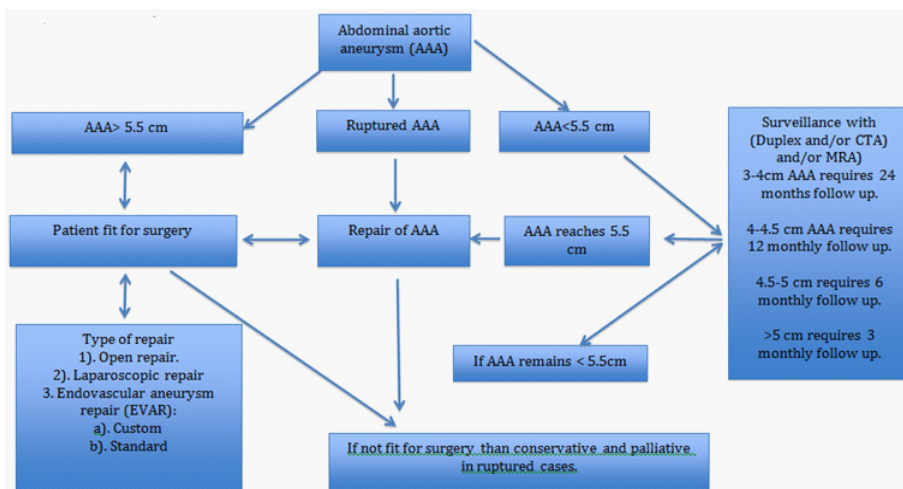 Abdominal aortic
aneurysm (AAA)
AAA> 5.5 cm
Ruptured AAA
AAA<5.5 cm
Surveillance with
(Duplex and/or CTA)
and/or MRA)
3-4cm AAA requires 24
months follow up.
4-4.5 cm AAA requires
12 monthly follow up.
4.5-5 cm requires 6
monthly follow up.
>5 cm requires 3
monthly follow up.
Patient fit for surgery
Repair of AAA
AAA reaches 5.5
cm
Type of repair
1). Open repair.
2). Laparoscopic repair
3. Endovascular aneurysm
repair (EVAR):
a). Custom
b). Standard
If AAA remains < 5.5cm
If not fit for surgery than conservative and palliative
in ruptured cases.